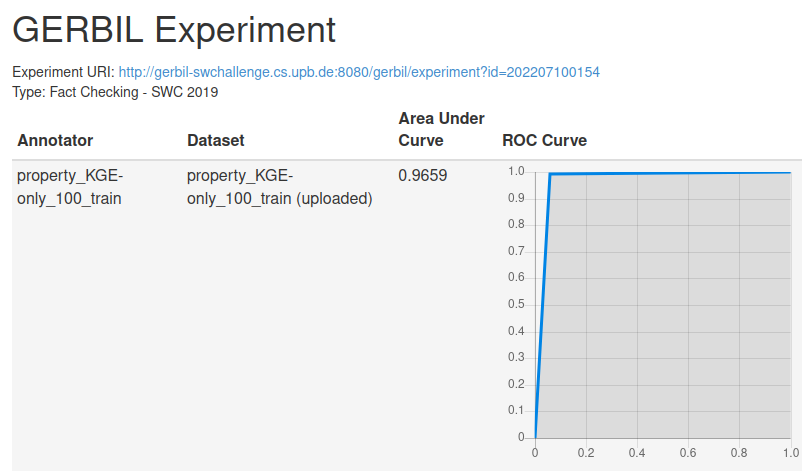 GERBIL Experiment
Experiment URI: http://gerbil-swchallenge.cs.upb.de:8080/gerbil/experiment?id=202207100154
Type: Fact Checking - SWC 2019
Annotator Dataset Area Under Curve ROC Curve
property_KGE-only_100_train property_KGE-only_100_train (uploaded) 0.9659
1.0
0.9
0.8
0.7
0.6
0.5
0.4
0.3
0.2
0.1
0
0 0.2 0.4 0.6 0.8 1.0